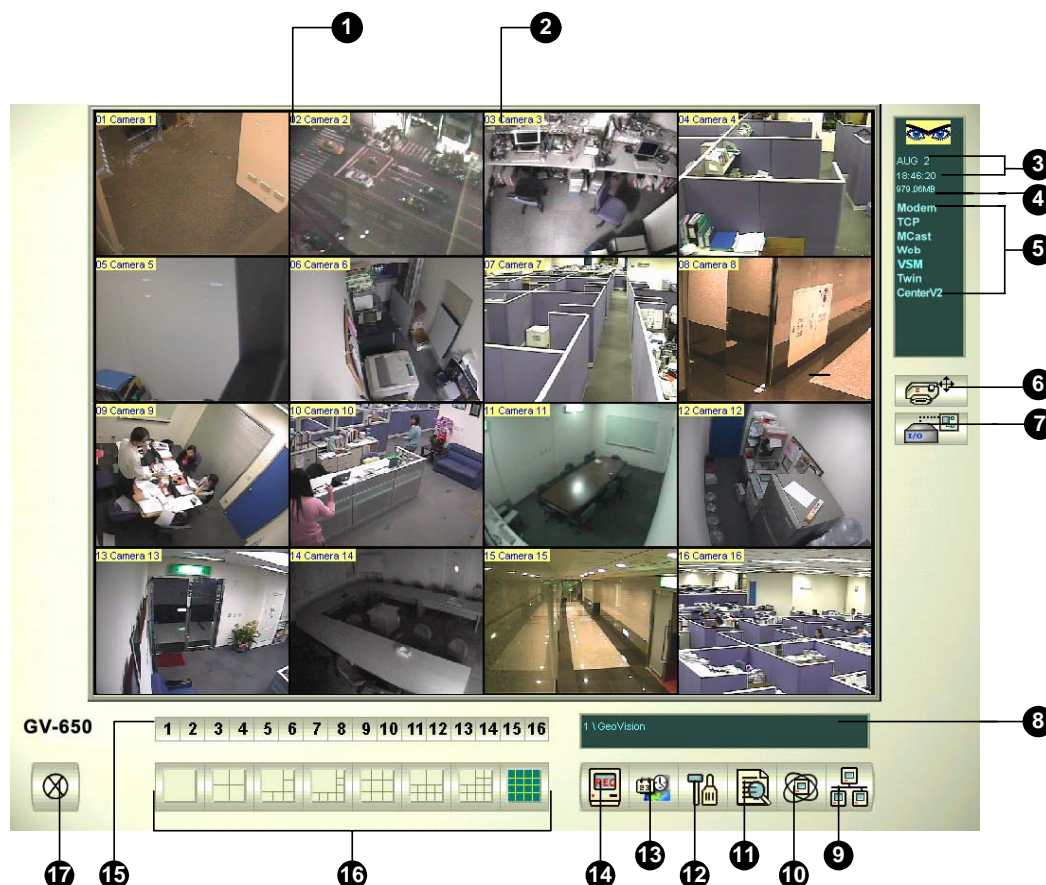 1 2
01 Camera 1 02 Camera 2 03 Camera 3 04 Camera 4
AUG 2
18:46:20
3
979.06MB
4
Modem
TCP
MCast
Web
VSM
Twin
CenterV2
5
05 Camera 5 06 Camera 6 07 Camera 7 08 Camera 8
6
I/O
7
09 Camera 9 10 Camera 10 11 Camera 11 12 Camera 12
13 Camera 13 14 Camera 14 15 Camera 15 16 Camera 16
GV-650
1 2 3 4 5 6 7 8 9 10 11 12 13 14 15 16
1 \ GeoVision
8
REC
23
17 15 16 14 13 12 11 10 9